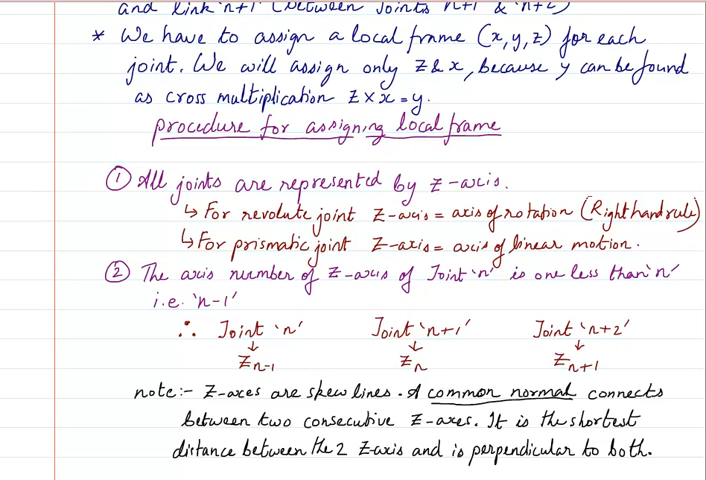 and link 'n+1' (between Joints n+1 & n+2)
* We have to assign a local frame (x, y, z) for each
joint. We will assign only z & x, because y can be found
as cross multiplication z × x = y.
procedure for assigning local frame
① All joints are represented by z-axis.
↳ For revolute joint z-axis = axis of rotation (Right hand rule)
↳ For prismatic joint z-axis = axis of linear motion.
② The axis number of z-axis of Joint 'n' is one less than 'n'
i.e. 'n-1'
∴ Joint 'n' Joint 'n+1' Joint 'n+2'
↓ ↓ ↓
Zn-1 Zn Zn+1
note:- Z-axes are skew lines. A common normal connects
between two consecutive Z-axes. It is the shortest
distance between the 2 Z axis and is perpendicular to both.